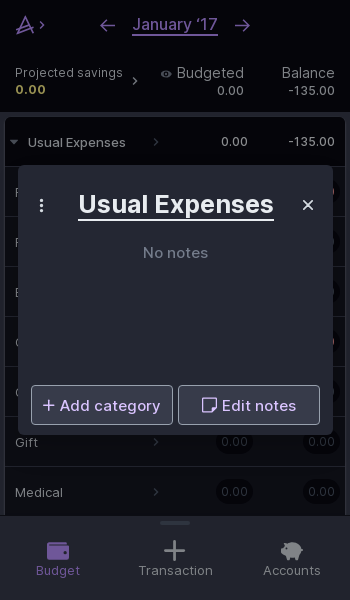 January ‘17
Projected savings
0.00
Budgeted
0.00
Balance
-135.00
Usual Expenses
0.00
-135.00
Usual Expenses
No notes
Add category
Edit notes
Gift
0.00
0.00
Medical
0.00
0.00
Budget
Transaction
Accounts